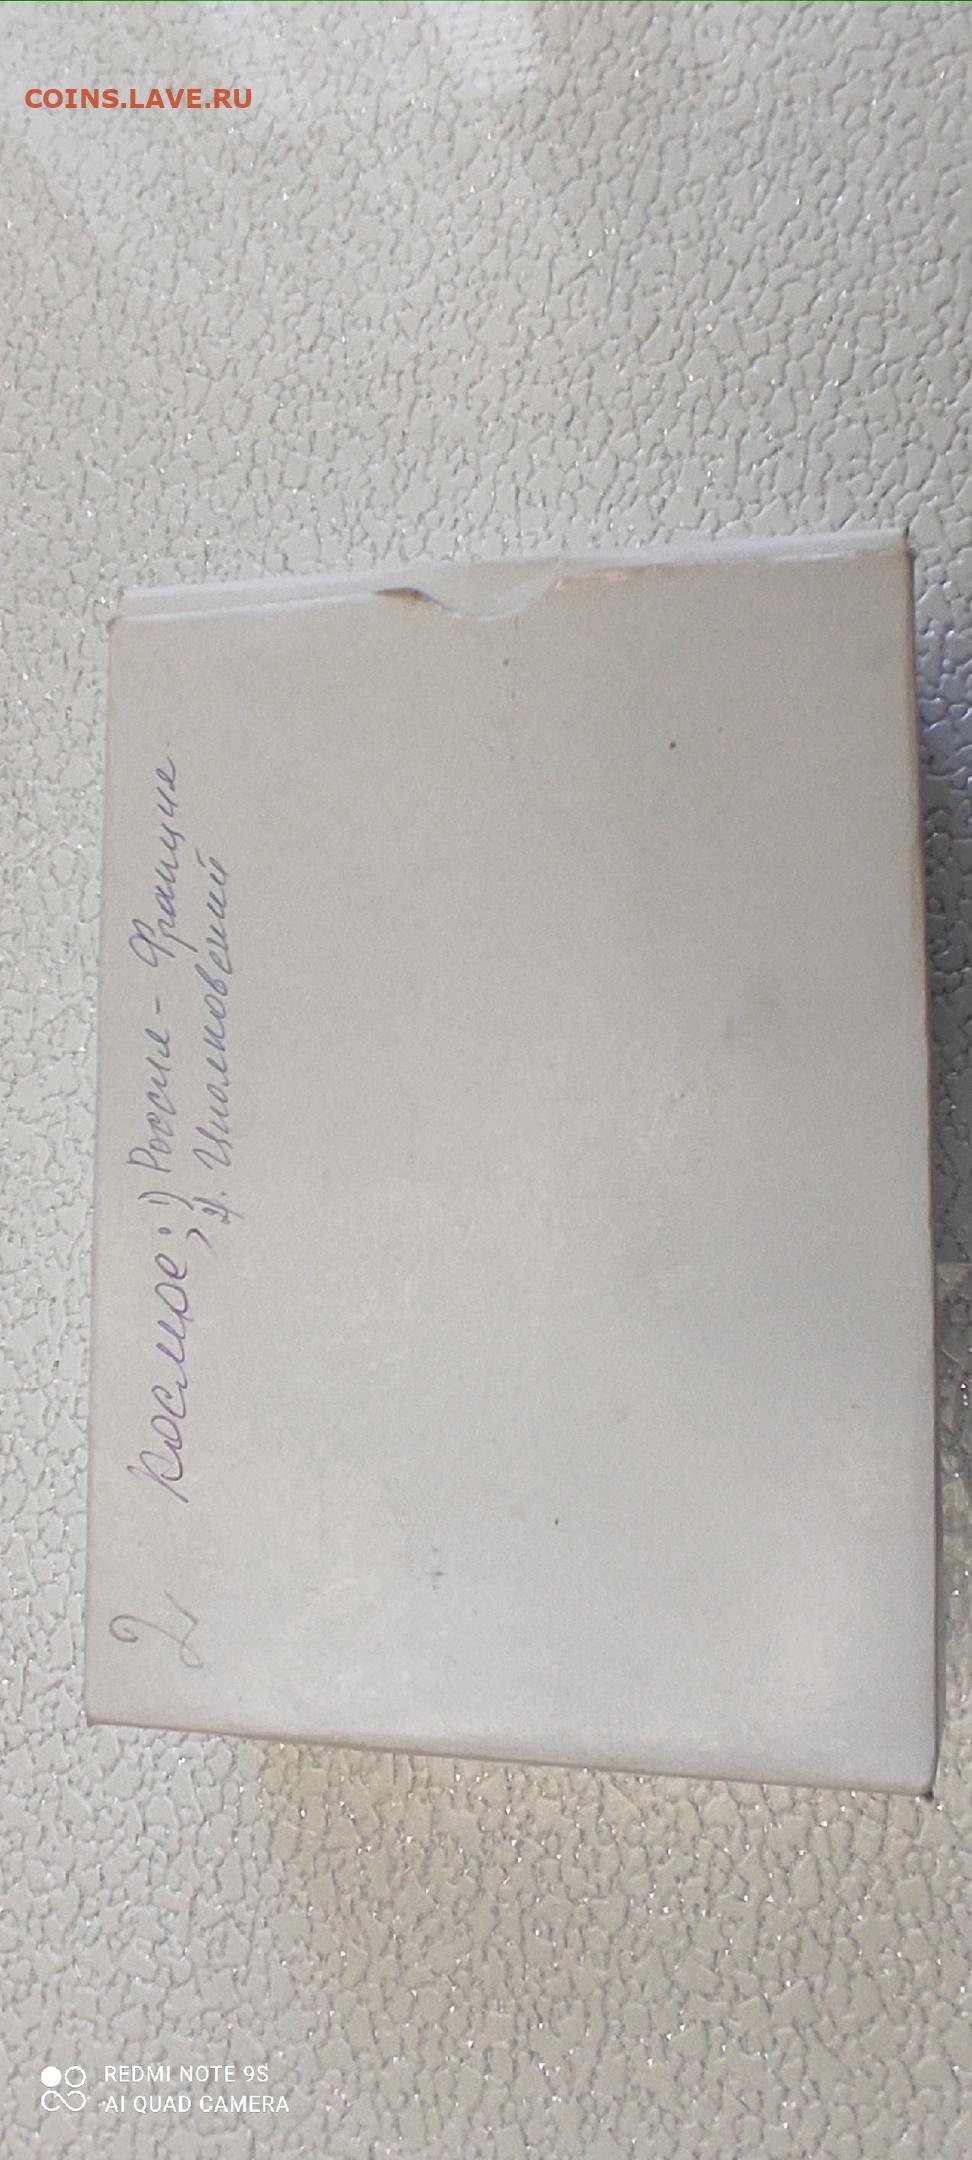 COINS.LAVE.RU
2
Космос: 1) Россия - Франция
2). Циолковский
REDMI NOTE 9S
AI QUAD CAMERA